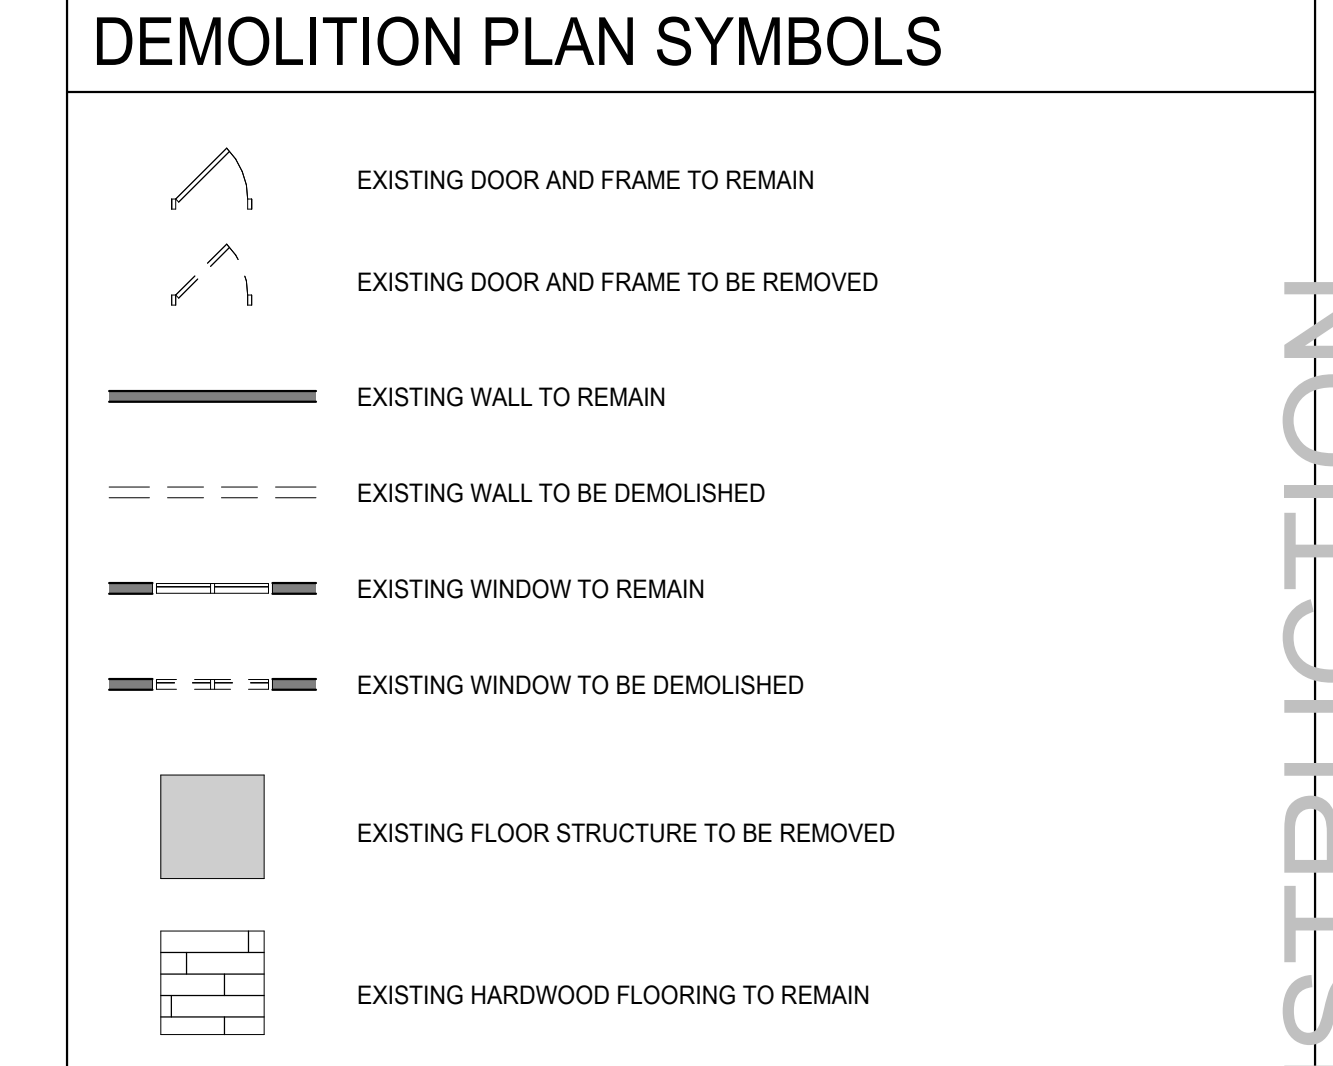 DEMOLITION PLAN SYMBOLS
EXISTING DOOR AND FRAME TO REMAIN
EXISTING DOOR AND FRAME TO BE REMOVED
EXISTING WALL TO REMAIN
EXISTING WALL TO BE DEMOLISHED
EXISTING WINDOW TO REMAIN
EXISTING WINDOW TO BE DEMOLISHED
EXISTING FLOOR STRUCTURE TO BE REMOVED
EXISTING HARDWOOD FLOORING TO REMAIN